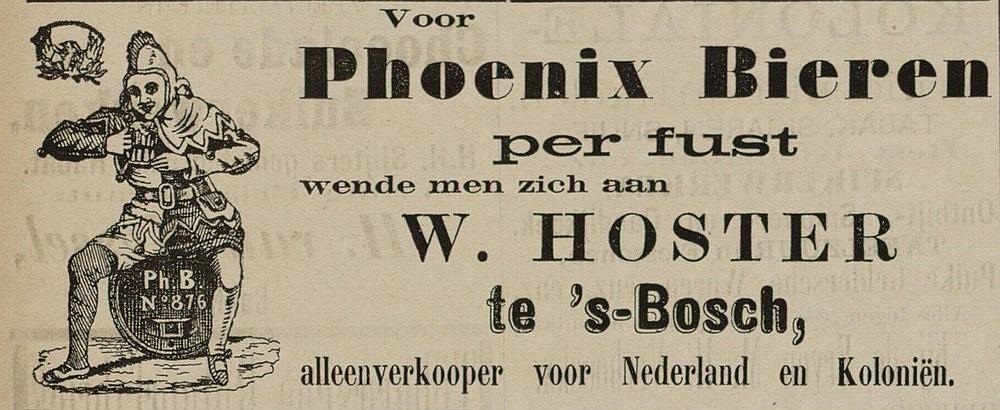 Voor
Phoenix Bieren
per fust
wende men zich aan
W. HOSTER
te 's-Bosch,
alleenverkooper voor Nederland en Koloniën.
Ph.B
No 876